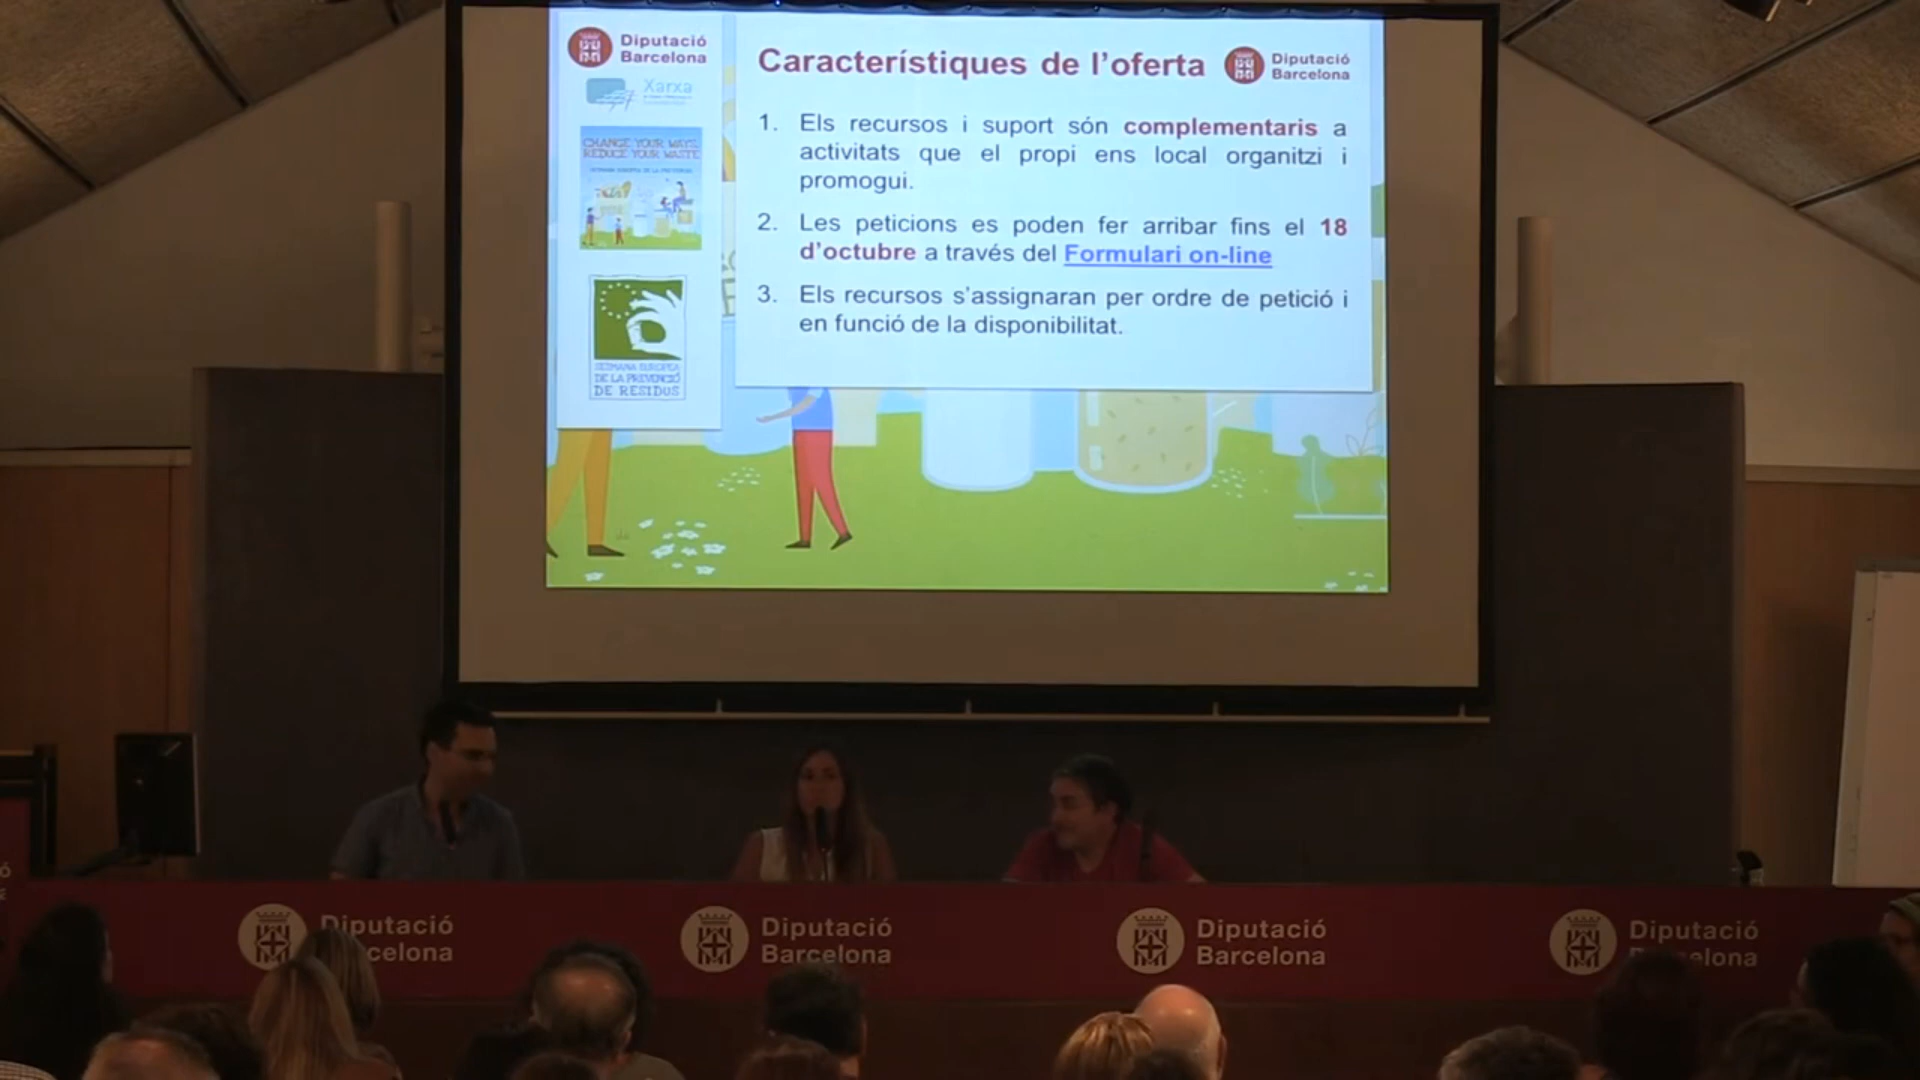 Diputació
Barcelona
Xarxa
CHANGE YOUR WAYS,
REDUCE YOUR WASTE
SETMANA EUROPEA
DE LA PREVENCIÓ
DE RESIDUS
Característiques de l'oferta
Diputació
Barcelona
1. Els recursos i suport són complementaris a
activitats que el propi ens local organitzi i
promogui.
2. Les peticions es poden fer arribar fins el 18
d'octubre a través del Formulari on-line
3. Els recursos s'assignaran per ordre de petició i
en funció de la disponibilitat.
Diputació
celona
Diputació
Barcelona
Diputació
Barcelona
Diputació
elona